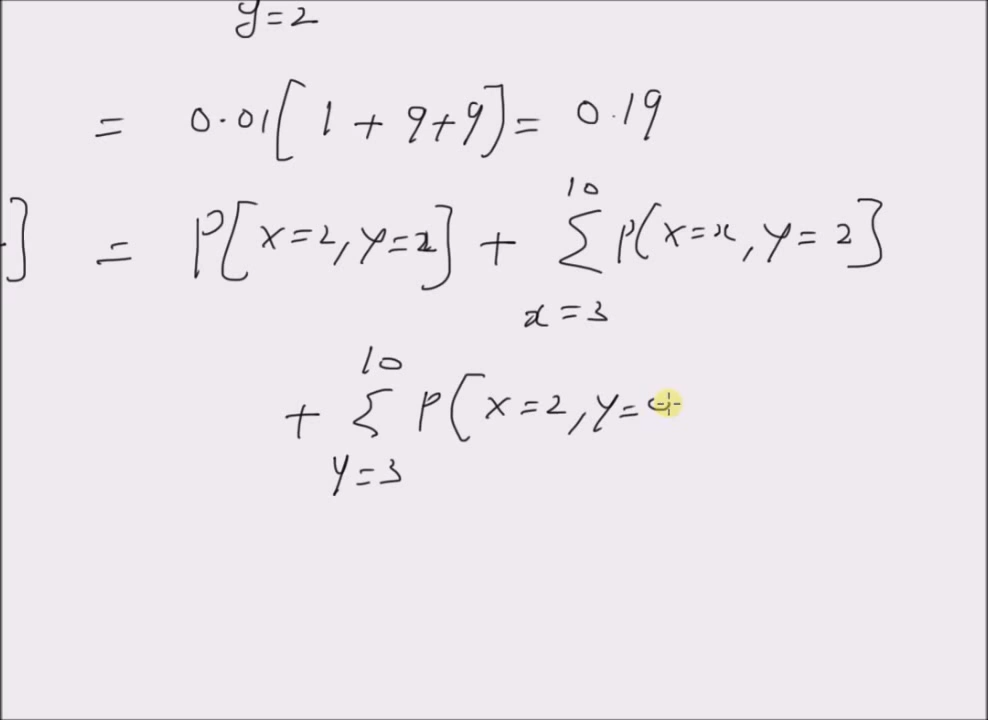 y=2
= 0.01[1+9+9]= 0.19
] = P[X=2,Y=2] + Σ P(X=x,Y=2]
10
x=3
10
+ Σ P(X=2,Y=
y=3